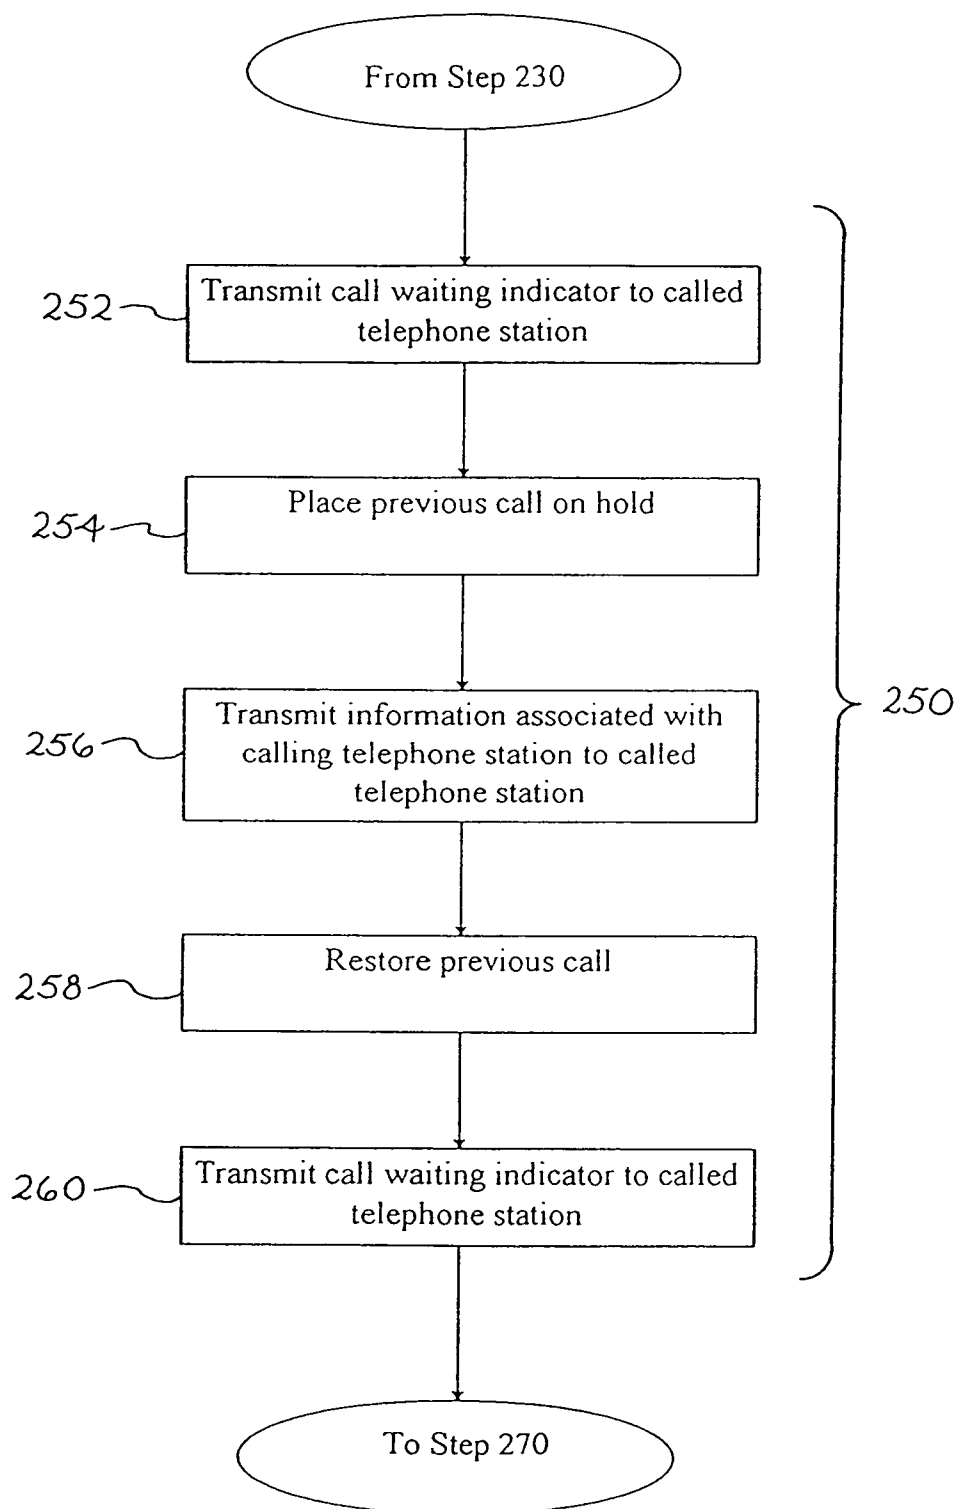 From Step 230
252
Transmit call waiting indicator to called
telephone station
254
Place previous call on hold
250
256
Transmit information associated with
calling telephone station to called
telephone station
258
Restore previous call
260
Transmit call waiting indicator to called
telephone station
To Step 270